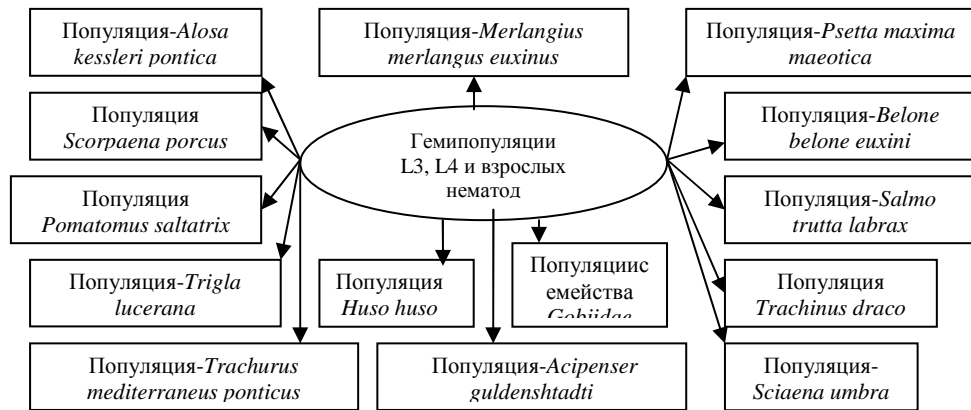 Популяция-Alosa
kessleri pontica
Популяция-Merlangius
merlangus euxinus
Популяция-Psetta maxima
maeotica
Популяция
Scorpaena porcus
Гемипопуляции
L3, L4 и взрослых
нематод
Популяция-Belone
belone euxini
Популяция
Pomatomus saltatrix
Популяция-Salmo
trutta labrax
Популяция-Trigla
lucerana
Популяция
Huso huso
Популяциис
емейства
Gobiidae
Популяция
Trachinus draco
Популяция-Trachurus
mediterraneus ponticus
Популяция-Acipenser
guldenshtadti
Популяция-
Sciaena umbra